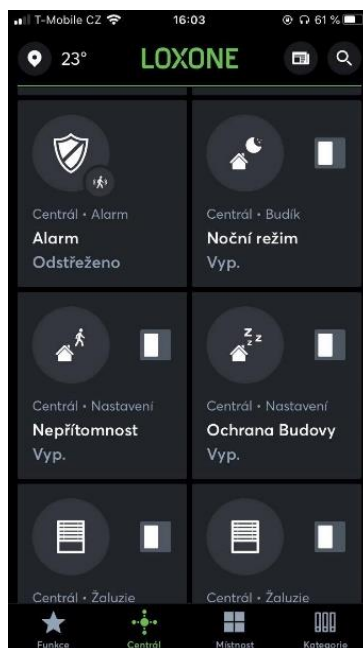 T-Mobile CZ 16:03 61 %
23° LOXONE
Centrál • Alarm
Alarm
Odstřeženo
Centrál • Budík
Noční režim
Vyp.
Centrál • Nastavení
Nepřítomnost
Vyp.
Centrál • Nastavení
z z z
Ochrana Budovy
Vyp.
Centrál • Žaluzie
Centrál • Žaluzie
Funkce Centrál Místnost Kategorie